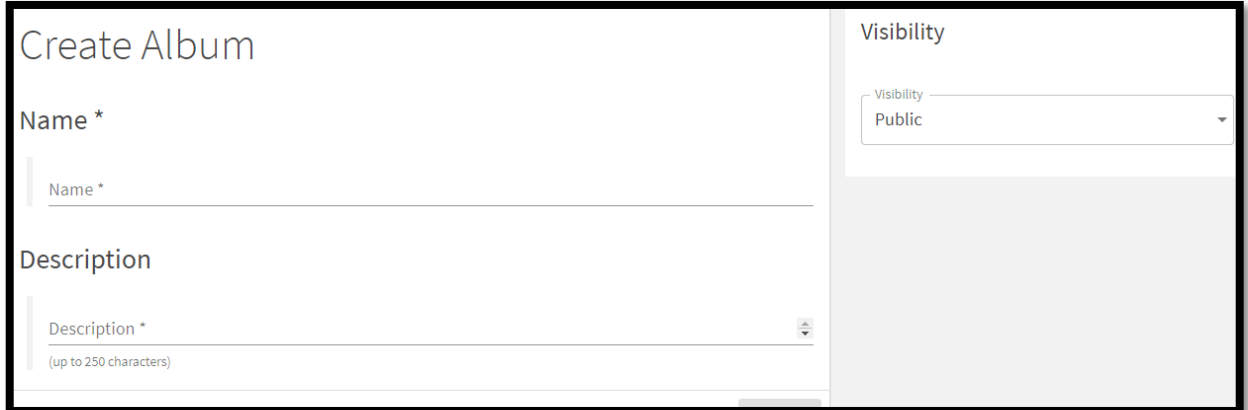 Create Album
Name *
Name *
Description
Description *
(up to 250 characters)
Visibility
Visibility
Public